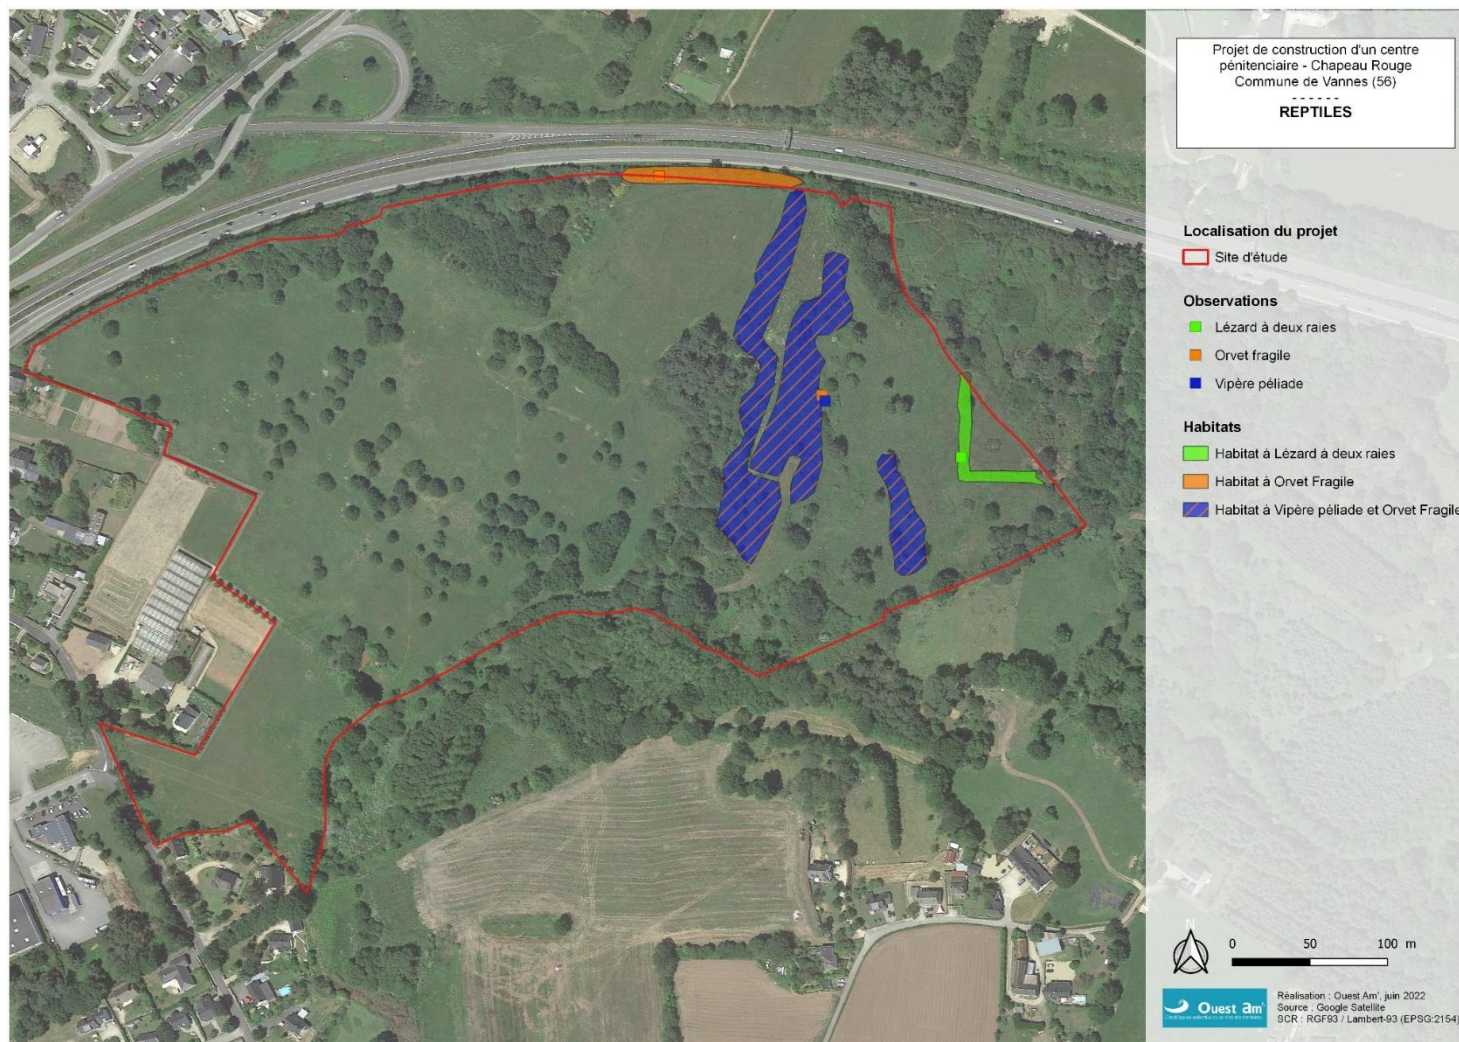 Projet de construction d'un centre
pénitenciaire - Chapeau Rouge
Commune de Vannes (56)
- - - - - -
REPTILES
Localisation du projet
Site d'étude
Observations
Lézard à deux raies
Orvet fragile
Vipère péliade
Habitats
Habitat à Lézard à deux raies
Habitat à Orvet Fragile
Habitat à Vipère péliade et Orvet Fragile
N
0 50 100 m
Ouest am'
Réalisation : Ouest Am', juin 2022
Source : Google Satellite
SCR : RGF93 / Lambert-93 (EPSG:2154)